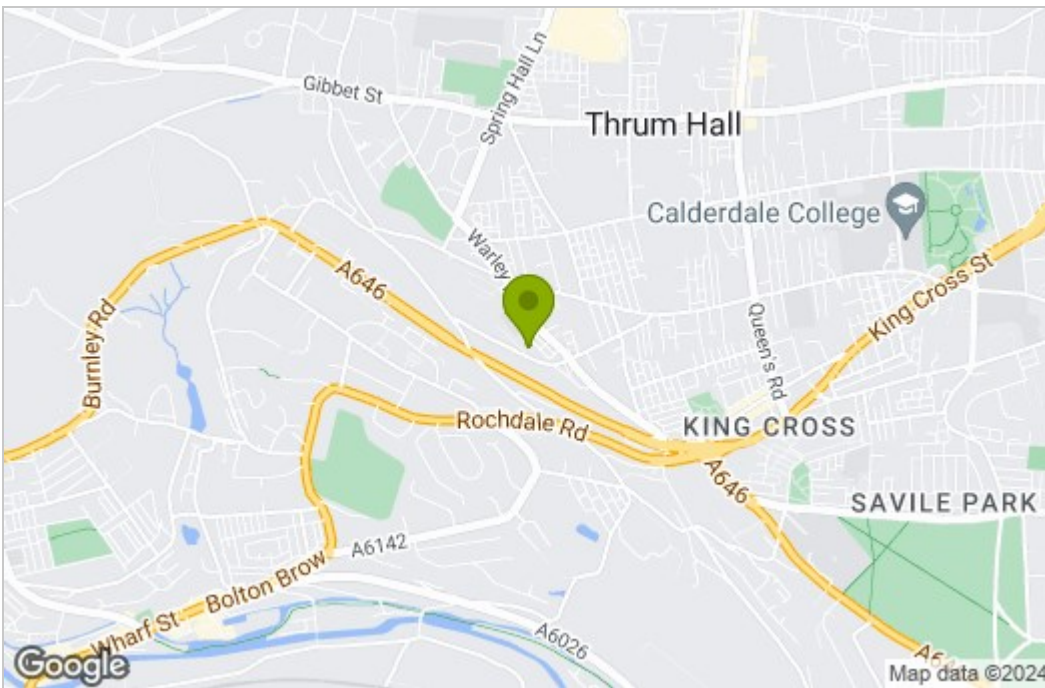 Gibbet St
Spring Hall Ln
Thrum Hall
Calderdale College
Warley
A646
Burnley Rd
King Cross St
Queen's Rd
Rochdale Rd
KING CROSS
A646
SAVILE PARK
A6142
Bolton Brow
Wharf St
A6026
Google
Map data ©2024